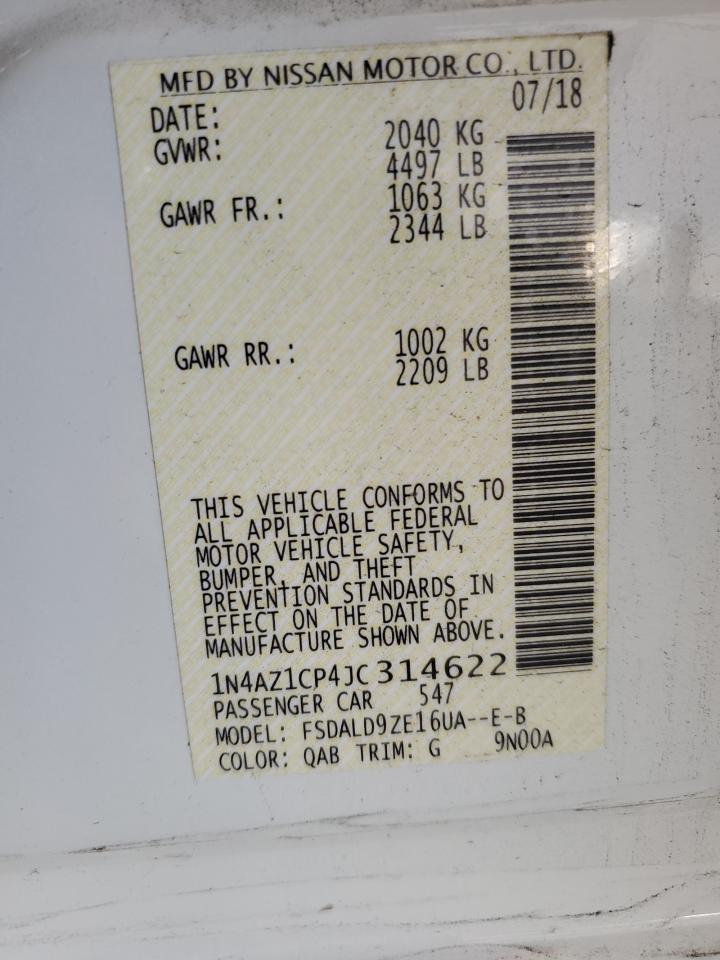 MFD BY NISSAN MOTOR CO., LTD.
DATE: 07/18
GVWR: 2040 KG
4497 LB
GAWR FR.: 1063 KG
2344 LB
GAWR RR.: 1002 KG
2209 LB
THIS VEHICLE CONFORMS TO
ALL APPLICABLE FEDERAL
MOTOR VEHICLE SAFETY,
BUMPER, AND THEFT
PREVENTION STANDARDS IN
EFFECT ON THE DATE OF
MANUFACTURE SHOWN ABOVE.
1N4AZ1CP4JC314622
PASSENGER CAR 547
MODEL: FSDALD9ZE16UA--E-B
COLOR: QAB TRIM: G 9N00A